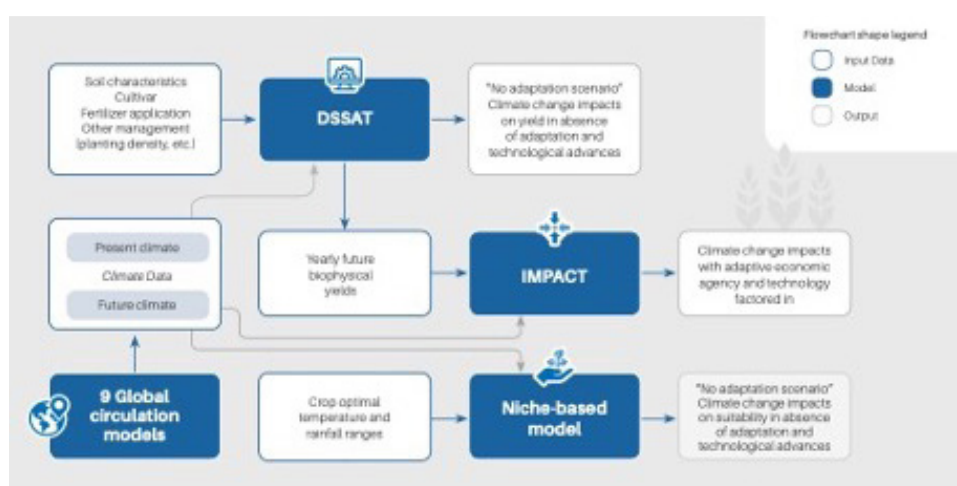 Flowchart shape legend
Input Data
Model
Output
Soil characteristics
Cultivar
Fertilizer application
Other management
(planting density, etc.)
DSSAT
"No adaptation scenario"
Climate change impacts
on yield in absence
of adaptation and
technological advances
Present climate
Climate Data
Future climate
Yearly future
biophysical
yields
IMPACT
Climate change impacts
with adaptive economic
agency and technology
factored in
9 Global
circulation
models
Crop optimal
temperature and
rainfall ranges
Niche-based
model
"No adaptation scenario"
Climate change impacts
on suitability in absence
of adaptation and
technological advances